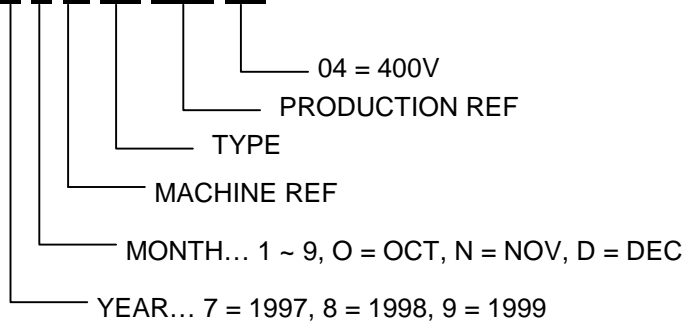 04 = 400V
PRODUCTION REF
TYPE
MACHINE REF
MONTH… 1 ~ 9, O = OCT, N = NOV, D = DEC
YEAR… 7 = 1997, 8 = 1998, 9 = 1999